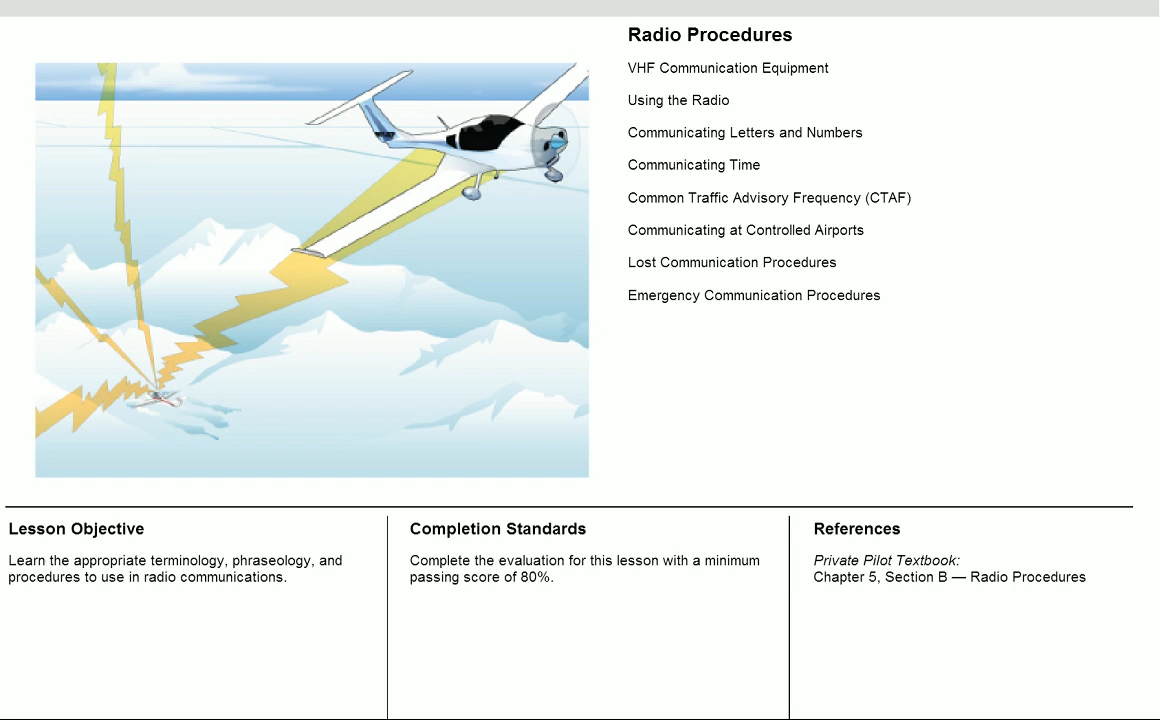 Radio Procedures
VHF Communication Equipment
Using the Radio
Communicating Letters and Numbers
Communicating Time
Common Traffic Advisory Frequency (CTAF)
Communicating at Controlled Airports
Lost Communication Procedures
Emergency Communication Procedures
Lesson Objective
Learn the appropriate terminology, phraseology, and
procedures to use in radio communications.
Completion Standards
Complete the evaluation for this lesson with a minimum
passing score of 80%.
References
Private Pilot Textbook:
Chapter 5, Section B — Radio Procedures